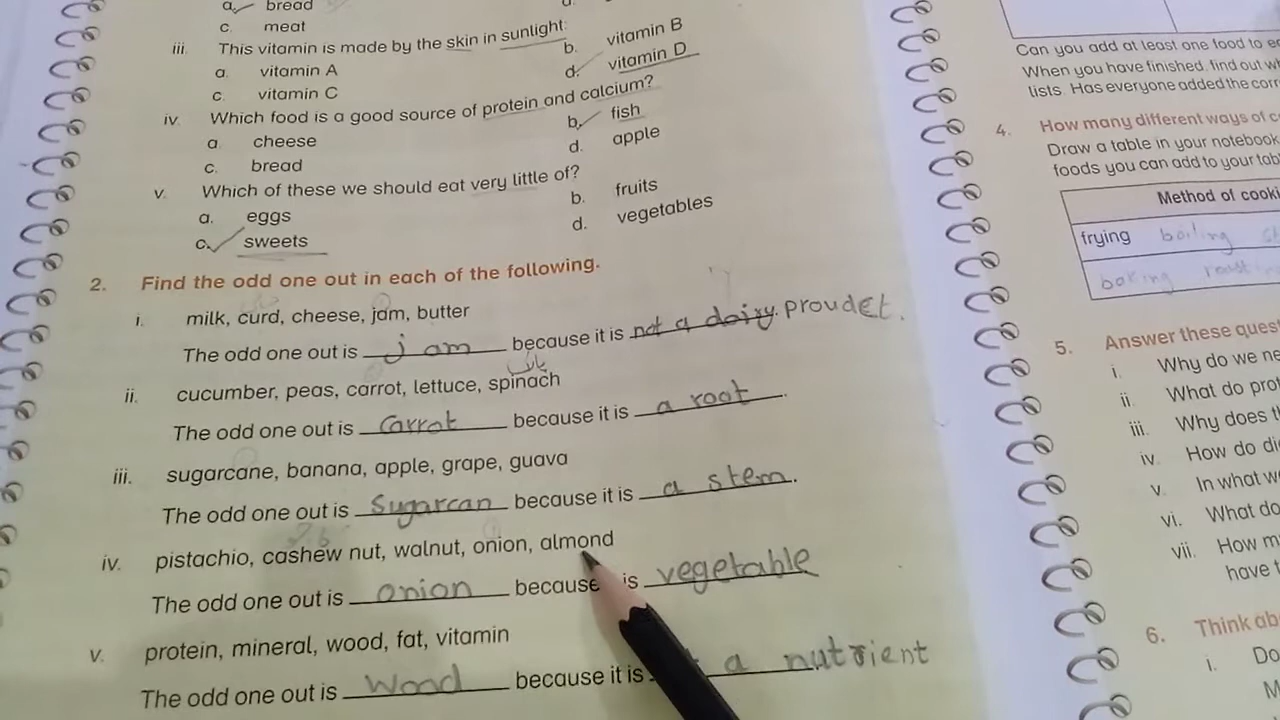 a. bread
c. meat
iii. This vitamin is made by the skin in sunlight:
a. vitamin A b. vitamin B
c. vitamin C d. vitamin D
iv. Which food is a good source of protein and calcium?
a. cheese b. fish
c. bread d. apple
v. Which of these we should eat very little of?
a. eggs b. fruits
c. sweets d. vegetables
2. Find the odd one out in each of the following.
i. milk, curd, cheese, jam, butter
The odd one out is jam because it is not a dairy proudct.
ii. cucumber, peas, carrot, lettuce, spinach
The odd one out is carrot because it is a root.
iii. sugarcane, banana, apple, grape, guava
The odd one out is Sugarcan because it is a stem.
iv. pistachio, cashew nut, walnut, onion, almond
The odd one out is onion because is vegetable
v. protein, mineral, wood, fat, vitamin
The odd one out is Wood because it is a nutrient
Can you add at least one food to
When you have finished, find out
lists. Has everyone added the
4. How many different ways of
Draw a table in your notebook
foods you can add to your
Method of
frying boiling
baking
5. Answer these
i. Why do we
ii. What do
iii. Why does
iv. How do
v. In what
vi. What do
vii. How
have
6. Think
i. Do